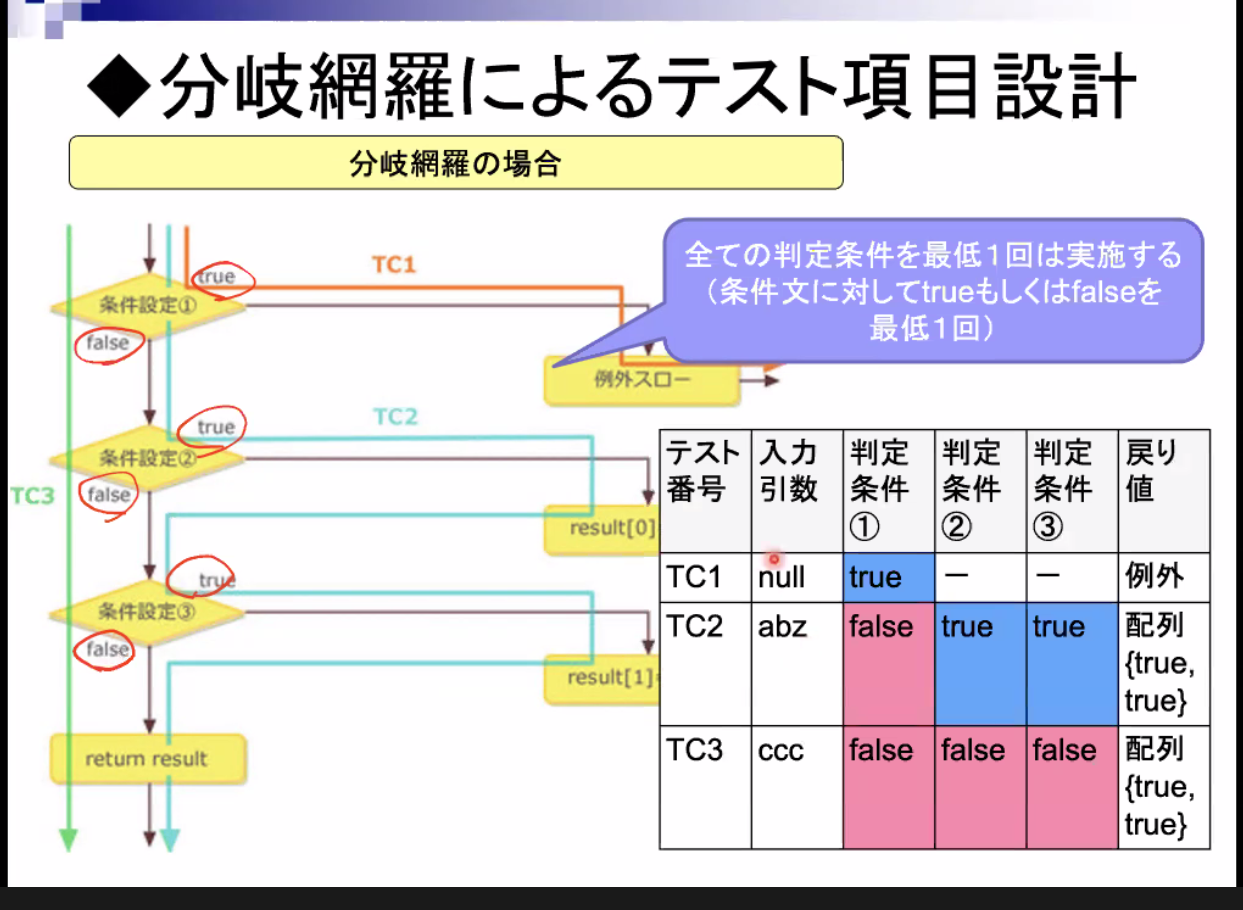 ◆分岐網羅によるテスト項目設計
分岐網羅の場合
全ての判定条件を最低１回は実施する
（条件文に対してtrueもしくはfalseを
最低１回）
TC1
true
条件設定①
false
例外スロー
TC2
true
条件設定②
TC3
false
result[0]
true
条件設定③
false
result[1]
return result
テスト番号 入力引数 判定条件① 判定条件② 判定条件③ 戻り値
TC1 null true － － 例外
TC2 abz false true true 配列{true, true}
TC3 ccc false false false 配列{true, true}